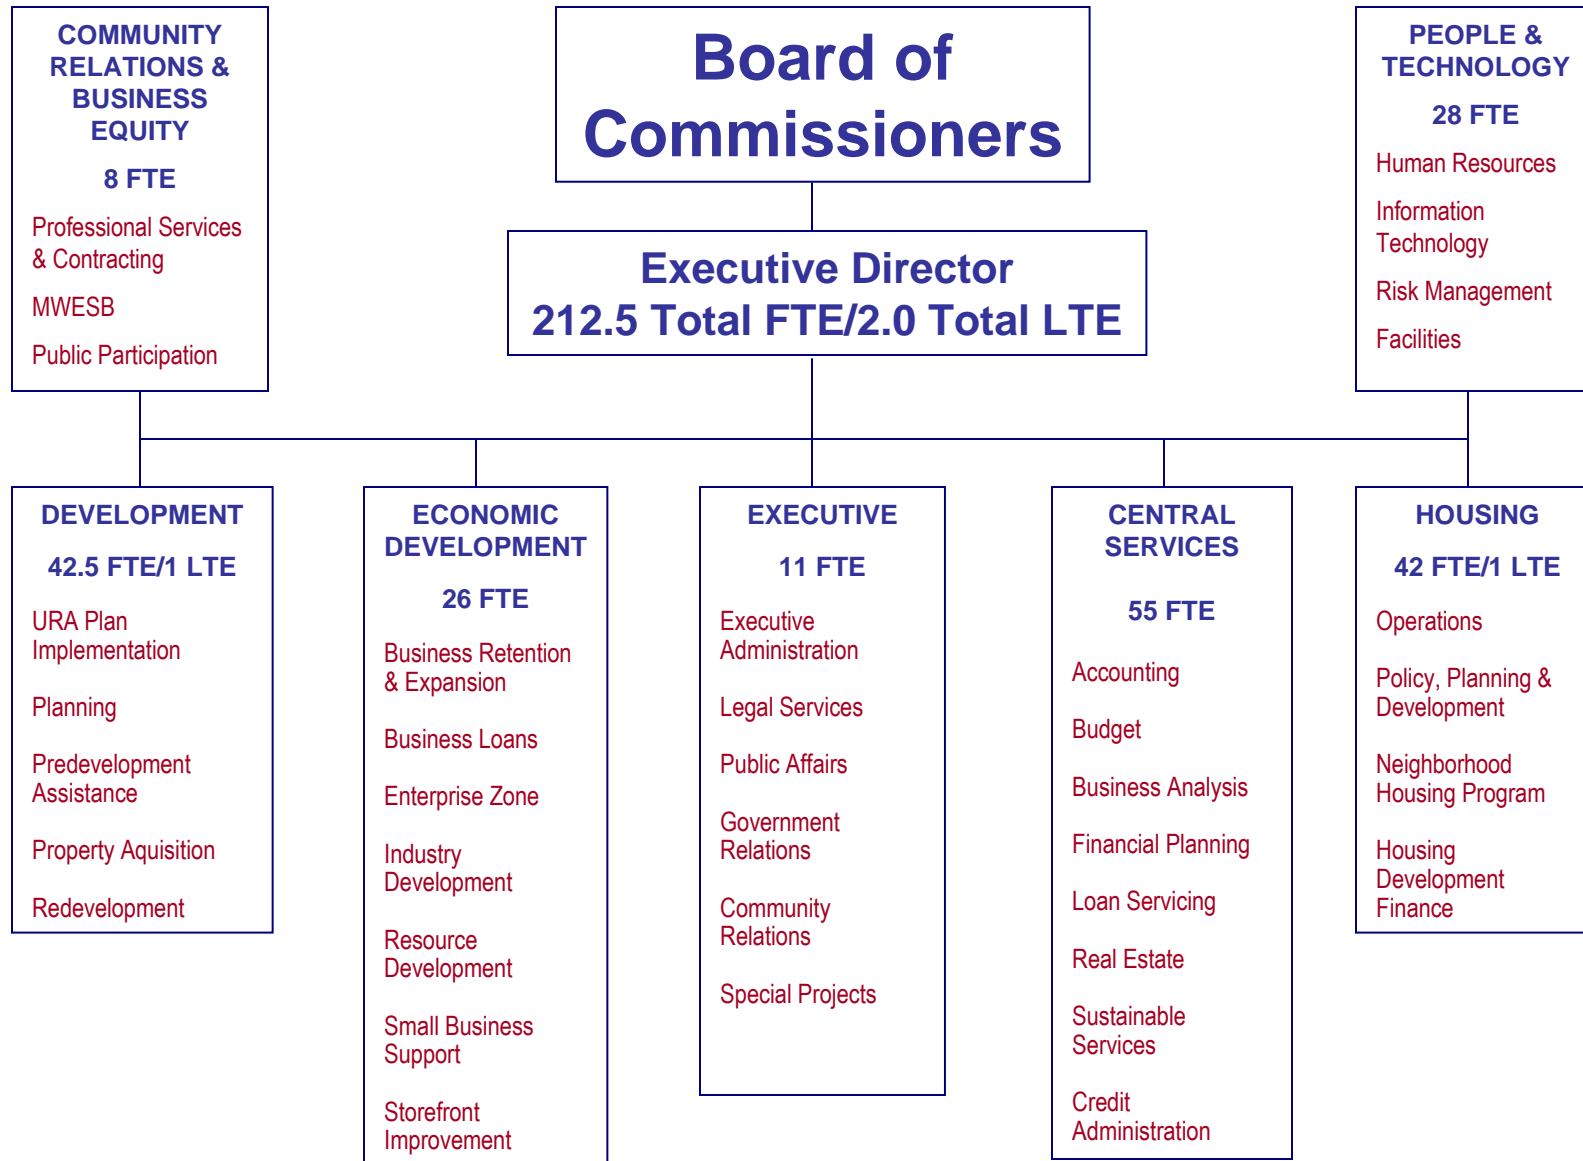 COMMUNITY
RELATIONS &
BUSINESS
EQUITY
8 FTE
Professional Services
& Contracting
MWESB
Public Participation
Board of
Commissioners
Executive Director
212.5 Total FTE/2.0 Total LTE
PEOPLE &
TECHNOLOGY
28 FTE
Human Resources
Information
Technology
Risk Management
Facilities
DEVELOPMENT
42.5 FTE/1 LTE
URA Plan
Implementation
Planning
Predevelopment
Assistance
Property Aquisition
Redevelopment
ECONOMIC
DEVELOPMENT
26 FTE
Business Retention
& Expansion
Business Loans
Enterprise Zone
Industry
Development
Resource
Development
Small Business
Support
Storefront
Improvement
EXECUTIVE
11 FTE
Executive
Administration
Legal Services
Public Affairs
Government
Relations
Community
Relations
Special Projects
CENTRAL
SERVICES
55 FTE
Accounting
Budget
Business Analysis
Financial Planning
Loan Servicing
Real Estate
Sustainable
Services
Credit
Administration
HOUSING
42 FTE/1 LTE
Operations
Policy, Planning &
Development
Neighborhood
Housing Program
Housing
Development
Finance